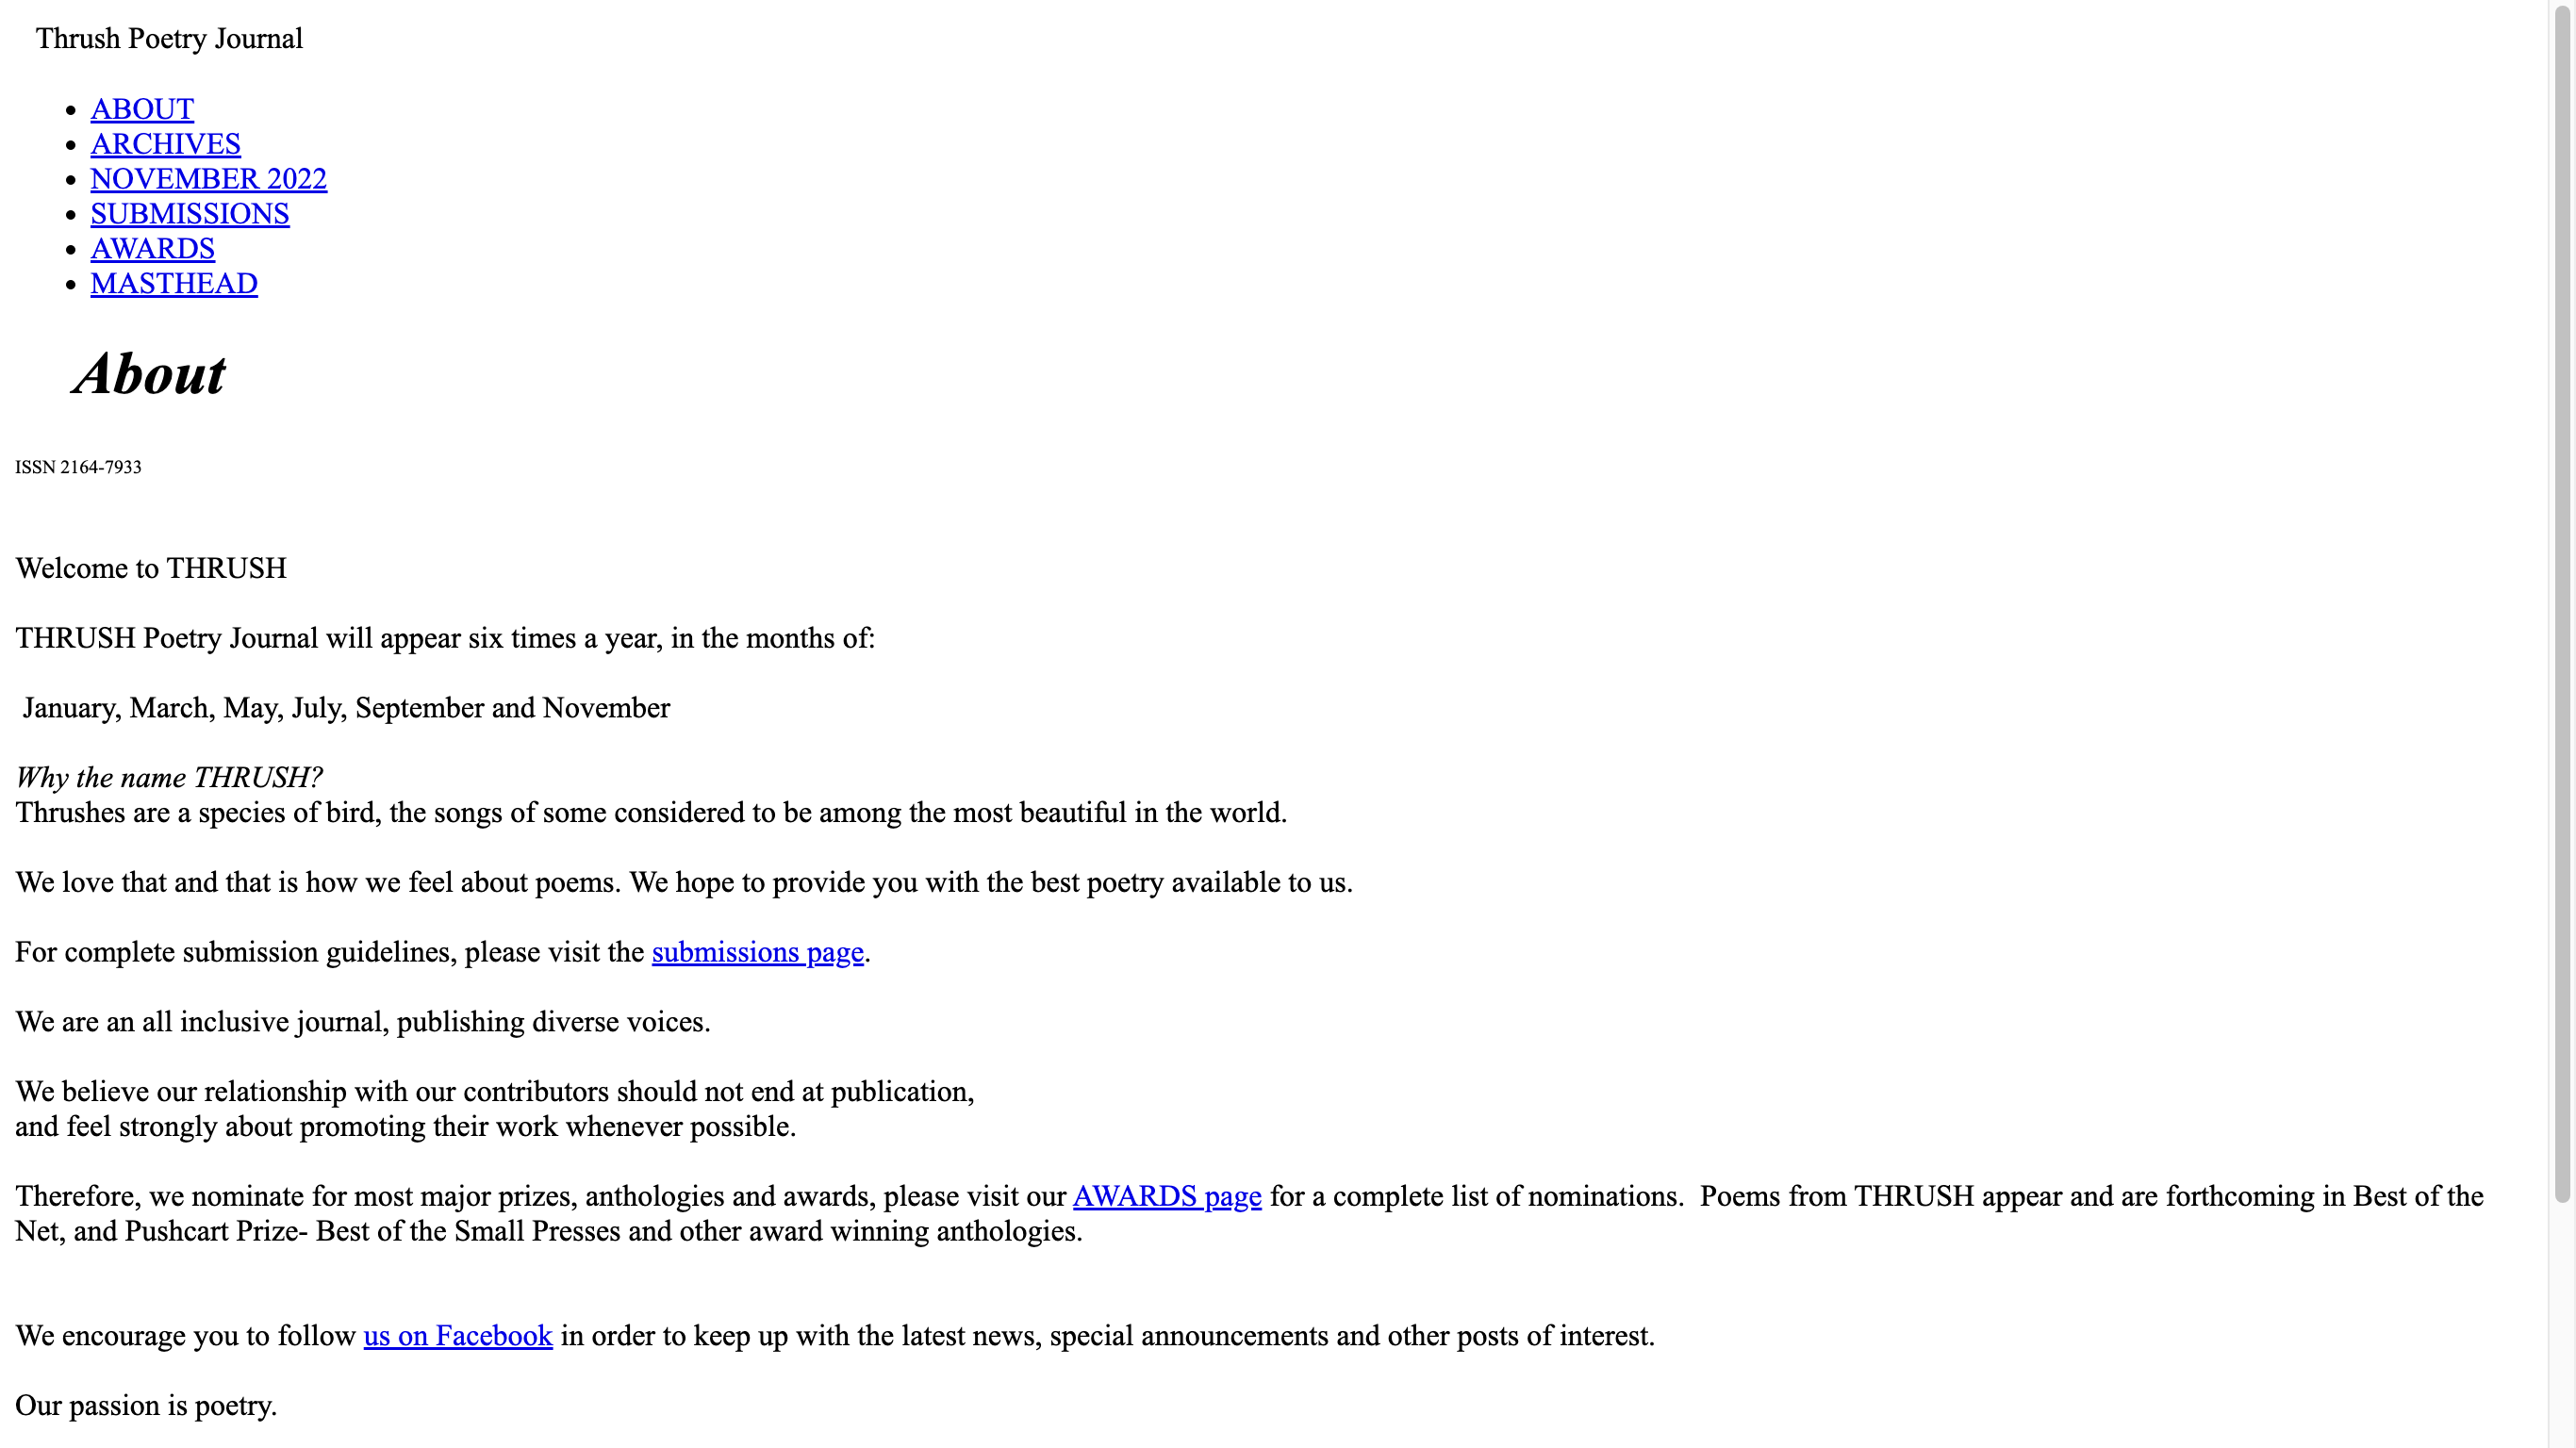 Thrush Poetry Journal
ABOUT
ARCHIVES
NOVEMBER 2022
SUBMISSIONS
AWARDS
MASTHEAD
About
ISSN 2164-7933
Welcome to THRUSH
THRUSH Poetry Journal will appear six times a year, in the months of:
January, March, May, July, September and November
Why the name THRUSH?
Thrushes are a species of bird, the songs of some considered to be among the most beautiful in the world.
We love that and that is how we feel about poems. We hope to provide you with the best poetry available to us.
For complete submission guidelines, please visit the submissions page.
We are an all inclusive journal, publishing diverse voices.
We believe our relationship with our contributors should not end at publication,
and feel strongly about promoting their work whenever possible.
Therefore, we nominate for most major prizes, anthologies and awards, please visit our AWARDS page for a complete list of nominations.  Poems from THRUSH appear and are forthcoming in Best of the
Net, and Pushcart Prize- Best of the Small Presses and other award winning anthologies.
We encourage you to follow us on Facebook in order to keep up with the latest news, special announcements and other posts of interest.
Our passion is poetry.